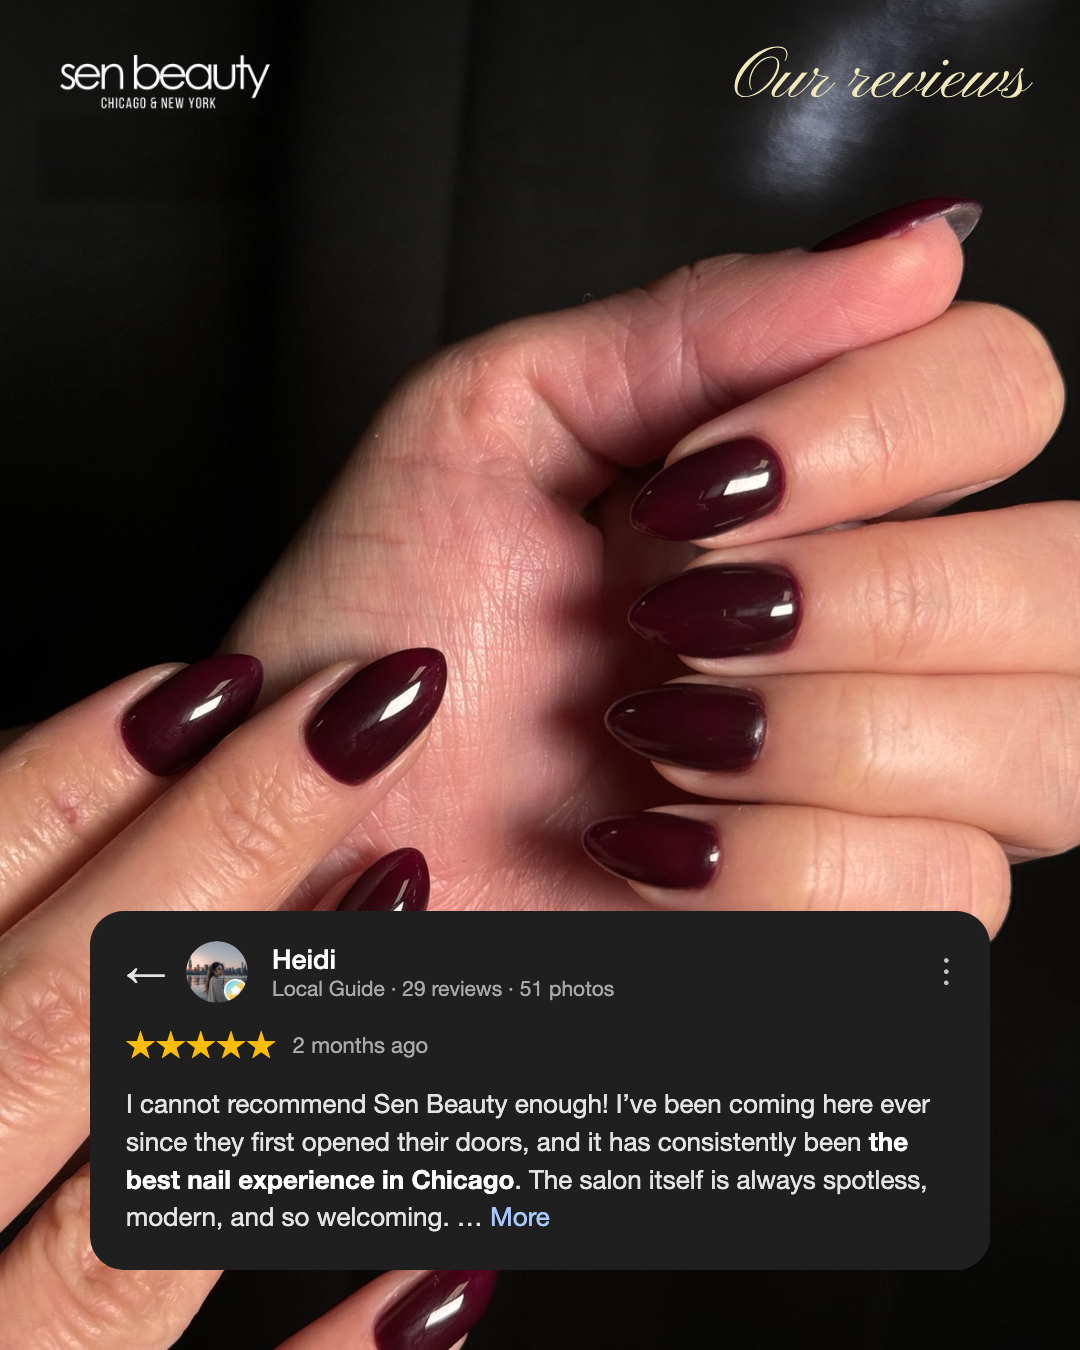 sen beauty
CHICAGO & NEW YORK
Our reviews
Heidi
Local Guide · 29 reviews · 51 photos
2 months ago
I cannot recommend Sen Beauty enough! I’ve been coming here ever
since they first opened their doors, and it has consistently been the
best nail experience in Chicago. The salon itself is always spotless,
modern, and so welcoming. … More